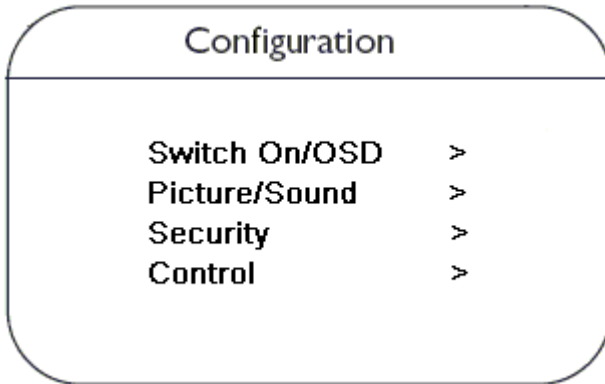 Configuration
Switch On/OSD >
Picture/Sound >
Security >
Control >